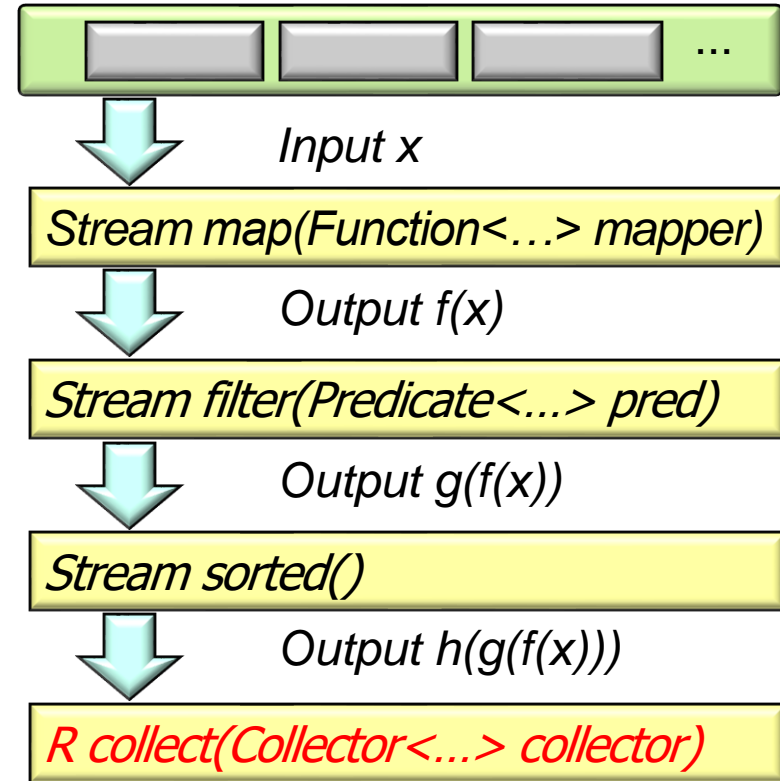 ...
Input x
Stream map(Function<…> mapper)
Output f(x)
Stream filter(Predicate<...> pred)
Output g(f(x))
Stream sorted()
Output h(g(f(x)))
R collect(Collector<...> collector)